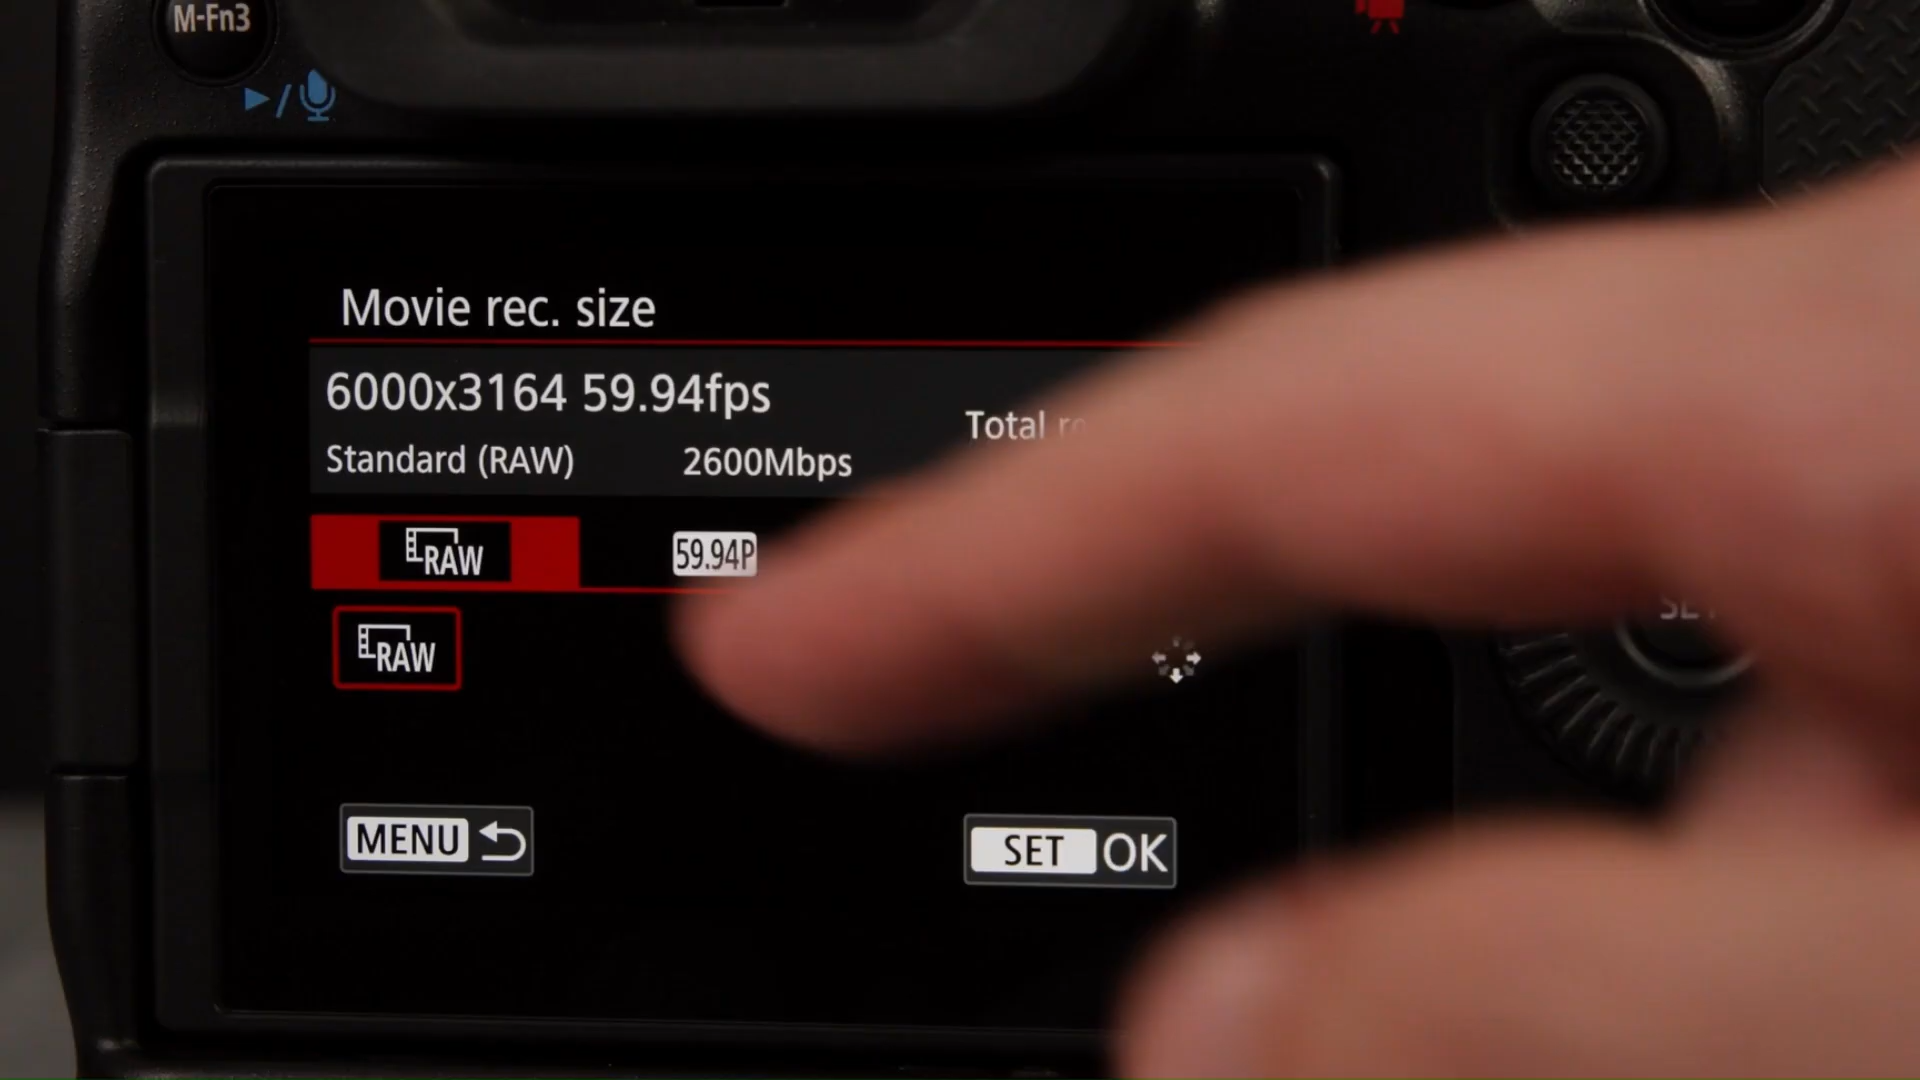 M-Fn3
Movie rec. size
6000x3164 59.94fps
Total
Standard (RAW) 2600Mbps
RAW 59.94P
RAW
MENU SET OK